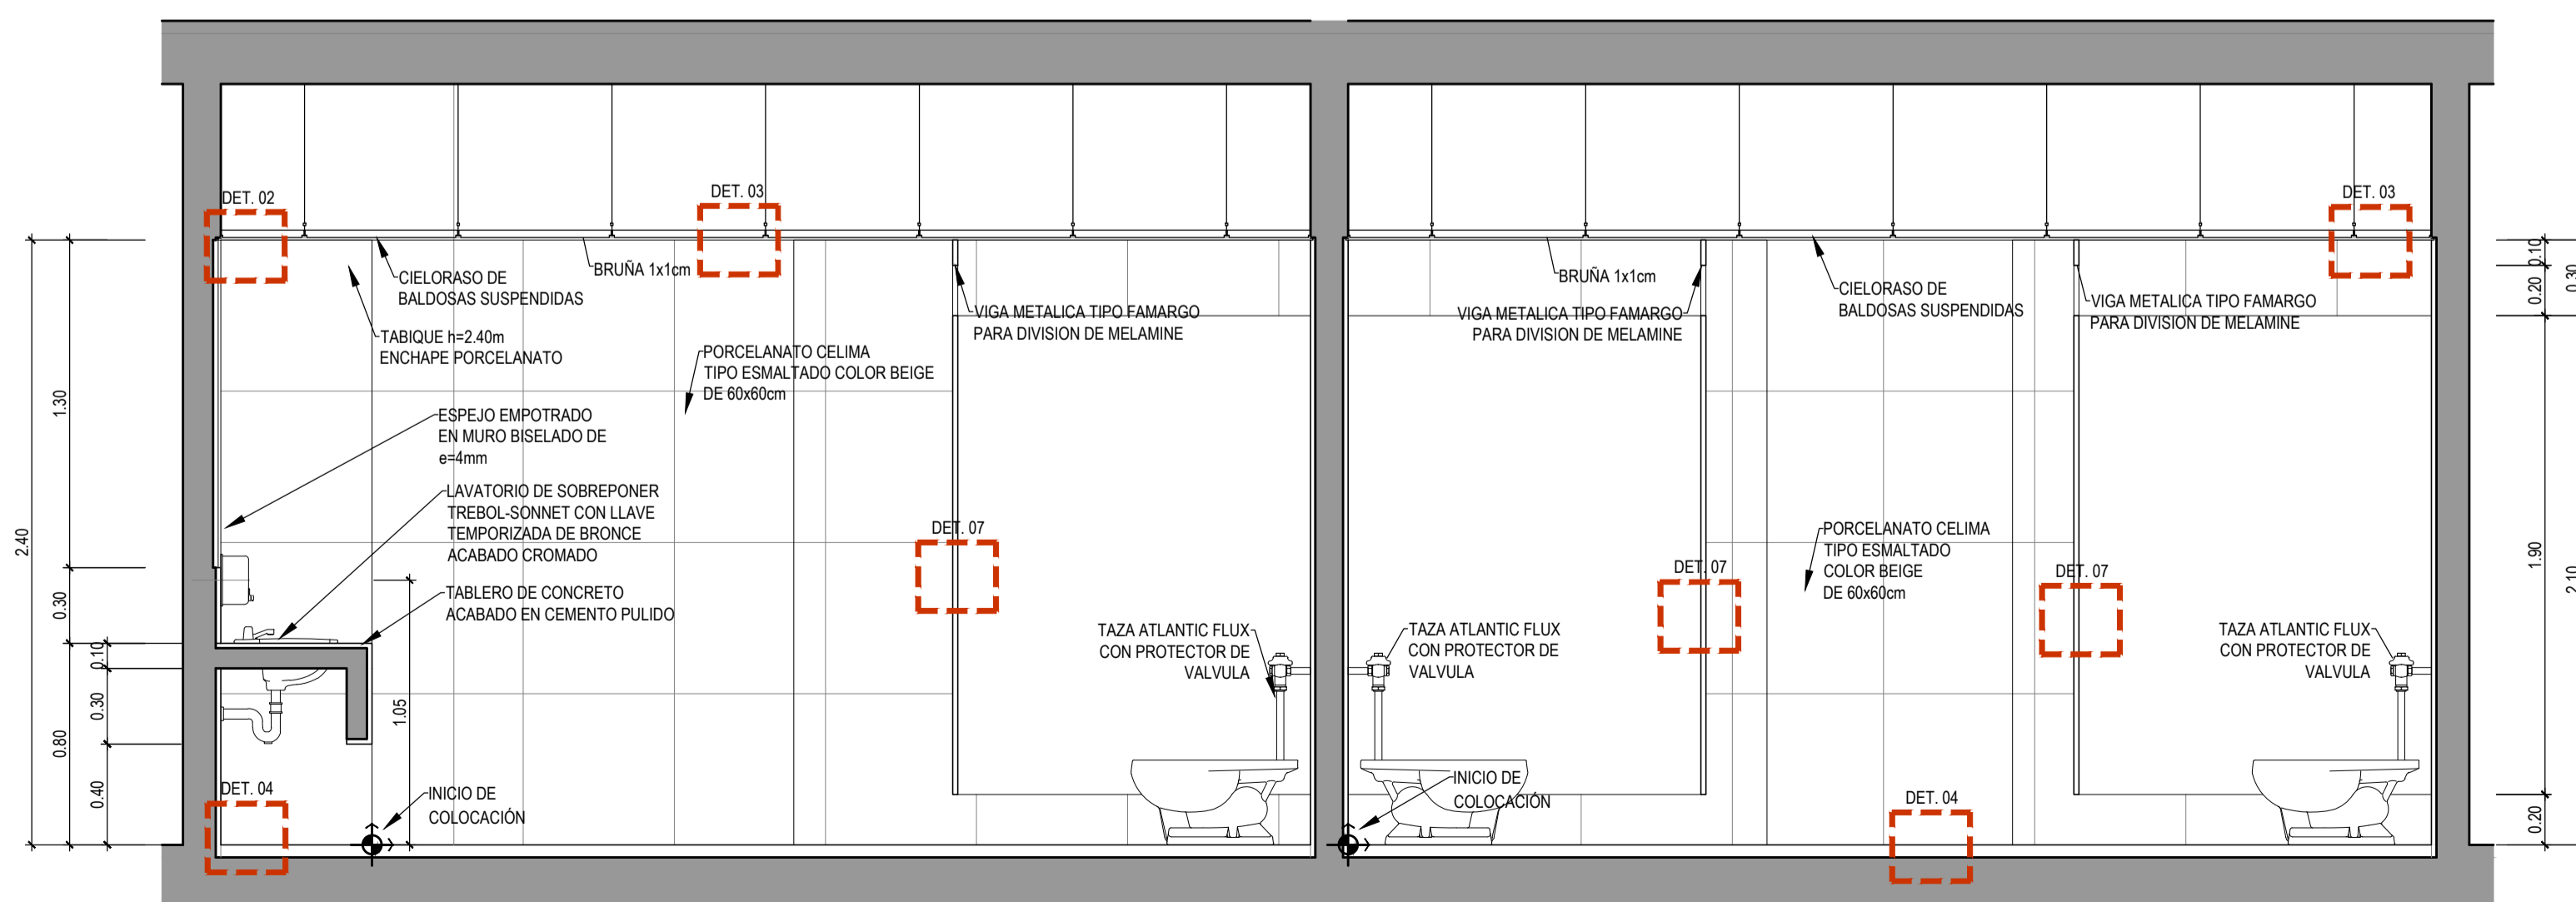 DET. 02
DET. 03
DET. 03
CIELORASO DE
BALDOSAS SUSPENDIDAS
BRUÑA 1x1cm
TABIQUE h=2.40m
ENCHAPE PORCELANATO
PORCELANATO CELIMA
TIPO ESMALTADO COLOR BEIGE
DE 60x60cm
VIGA METALICA TIPO FAMARGO
PARA DIVISION DE MELAMINE
BRUÑA 1x1cm
VIGA METALICA TIPO FAMARGO
PARA DIVISION DE MELAMINE
CIELORASO DE
BALDOSAS SUSPENDIDAS
VIGA METALICA TIPO FAMARGO
PARA DIVISION DE MELAMINE
ESPEJO EMPOTRADO
EN MURO BISELADO DE
e=4mm
LAVATORIO DE SOBREPONER
TREBOL-SONNET CON LLAVE
TEMPORIZADA DE BRONCE
ACABADO CROMADO
TABLERO DE CONCRETO
ACABADO EN CEMENTO PULIDO
DET. 07
DET. 07
PORCELANATO CELIMA
TIPO ESMALTADO
COLOR BEIGE
DE 60x60cm
DET. 07
TAZA ATLANTIC FLUX
CON PROTECTOR DE
VALVULA
TAZA ATLANTIC FLUX
CON PROTECTOR DE
VALVULA
TAZA ATLANTIC FLUX
CON PROTECTOR DE
VALVULA
DET. 04
INICIO DE
COLOCACIÓN
INICIO DE
COLOCACIÓN
DET. 04
2.40
1.30
0.30
0.80
0.10
0.30
0.40
1.05
0.10
0.20
1.90
0.20
0.30
2.10